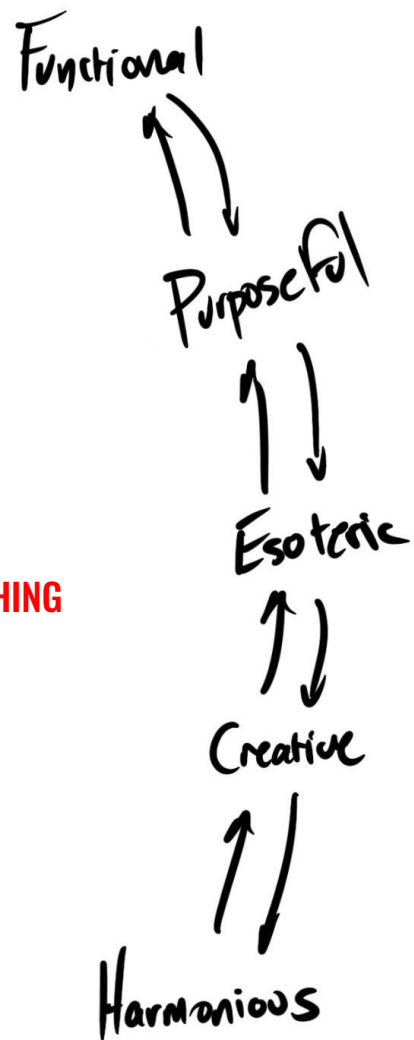 Functional
Purposeful
Esoteric
HING
Creative
Harmonious